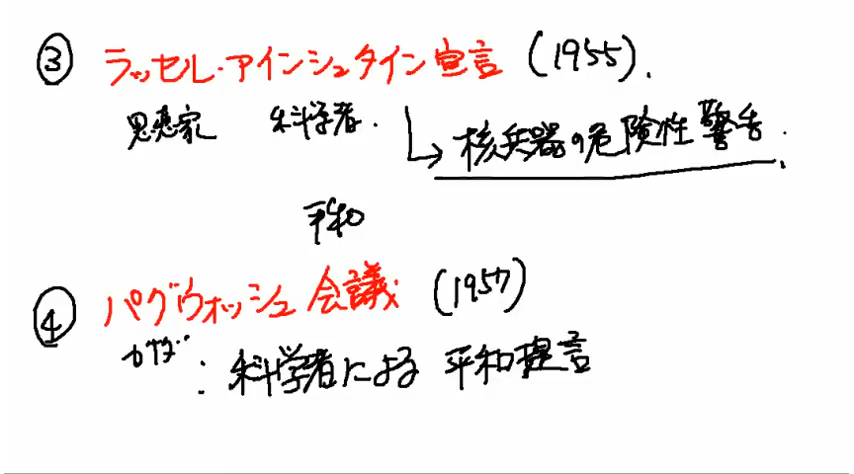 ③ ラッセル・アインシュタイン宣言 (1955).
思想家 科学者.
→ 核兵器の危険性警告.
平和
④ パグウォッシュ会議 (1957)
カナダ : 科学者による 平和提言